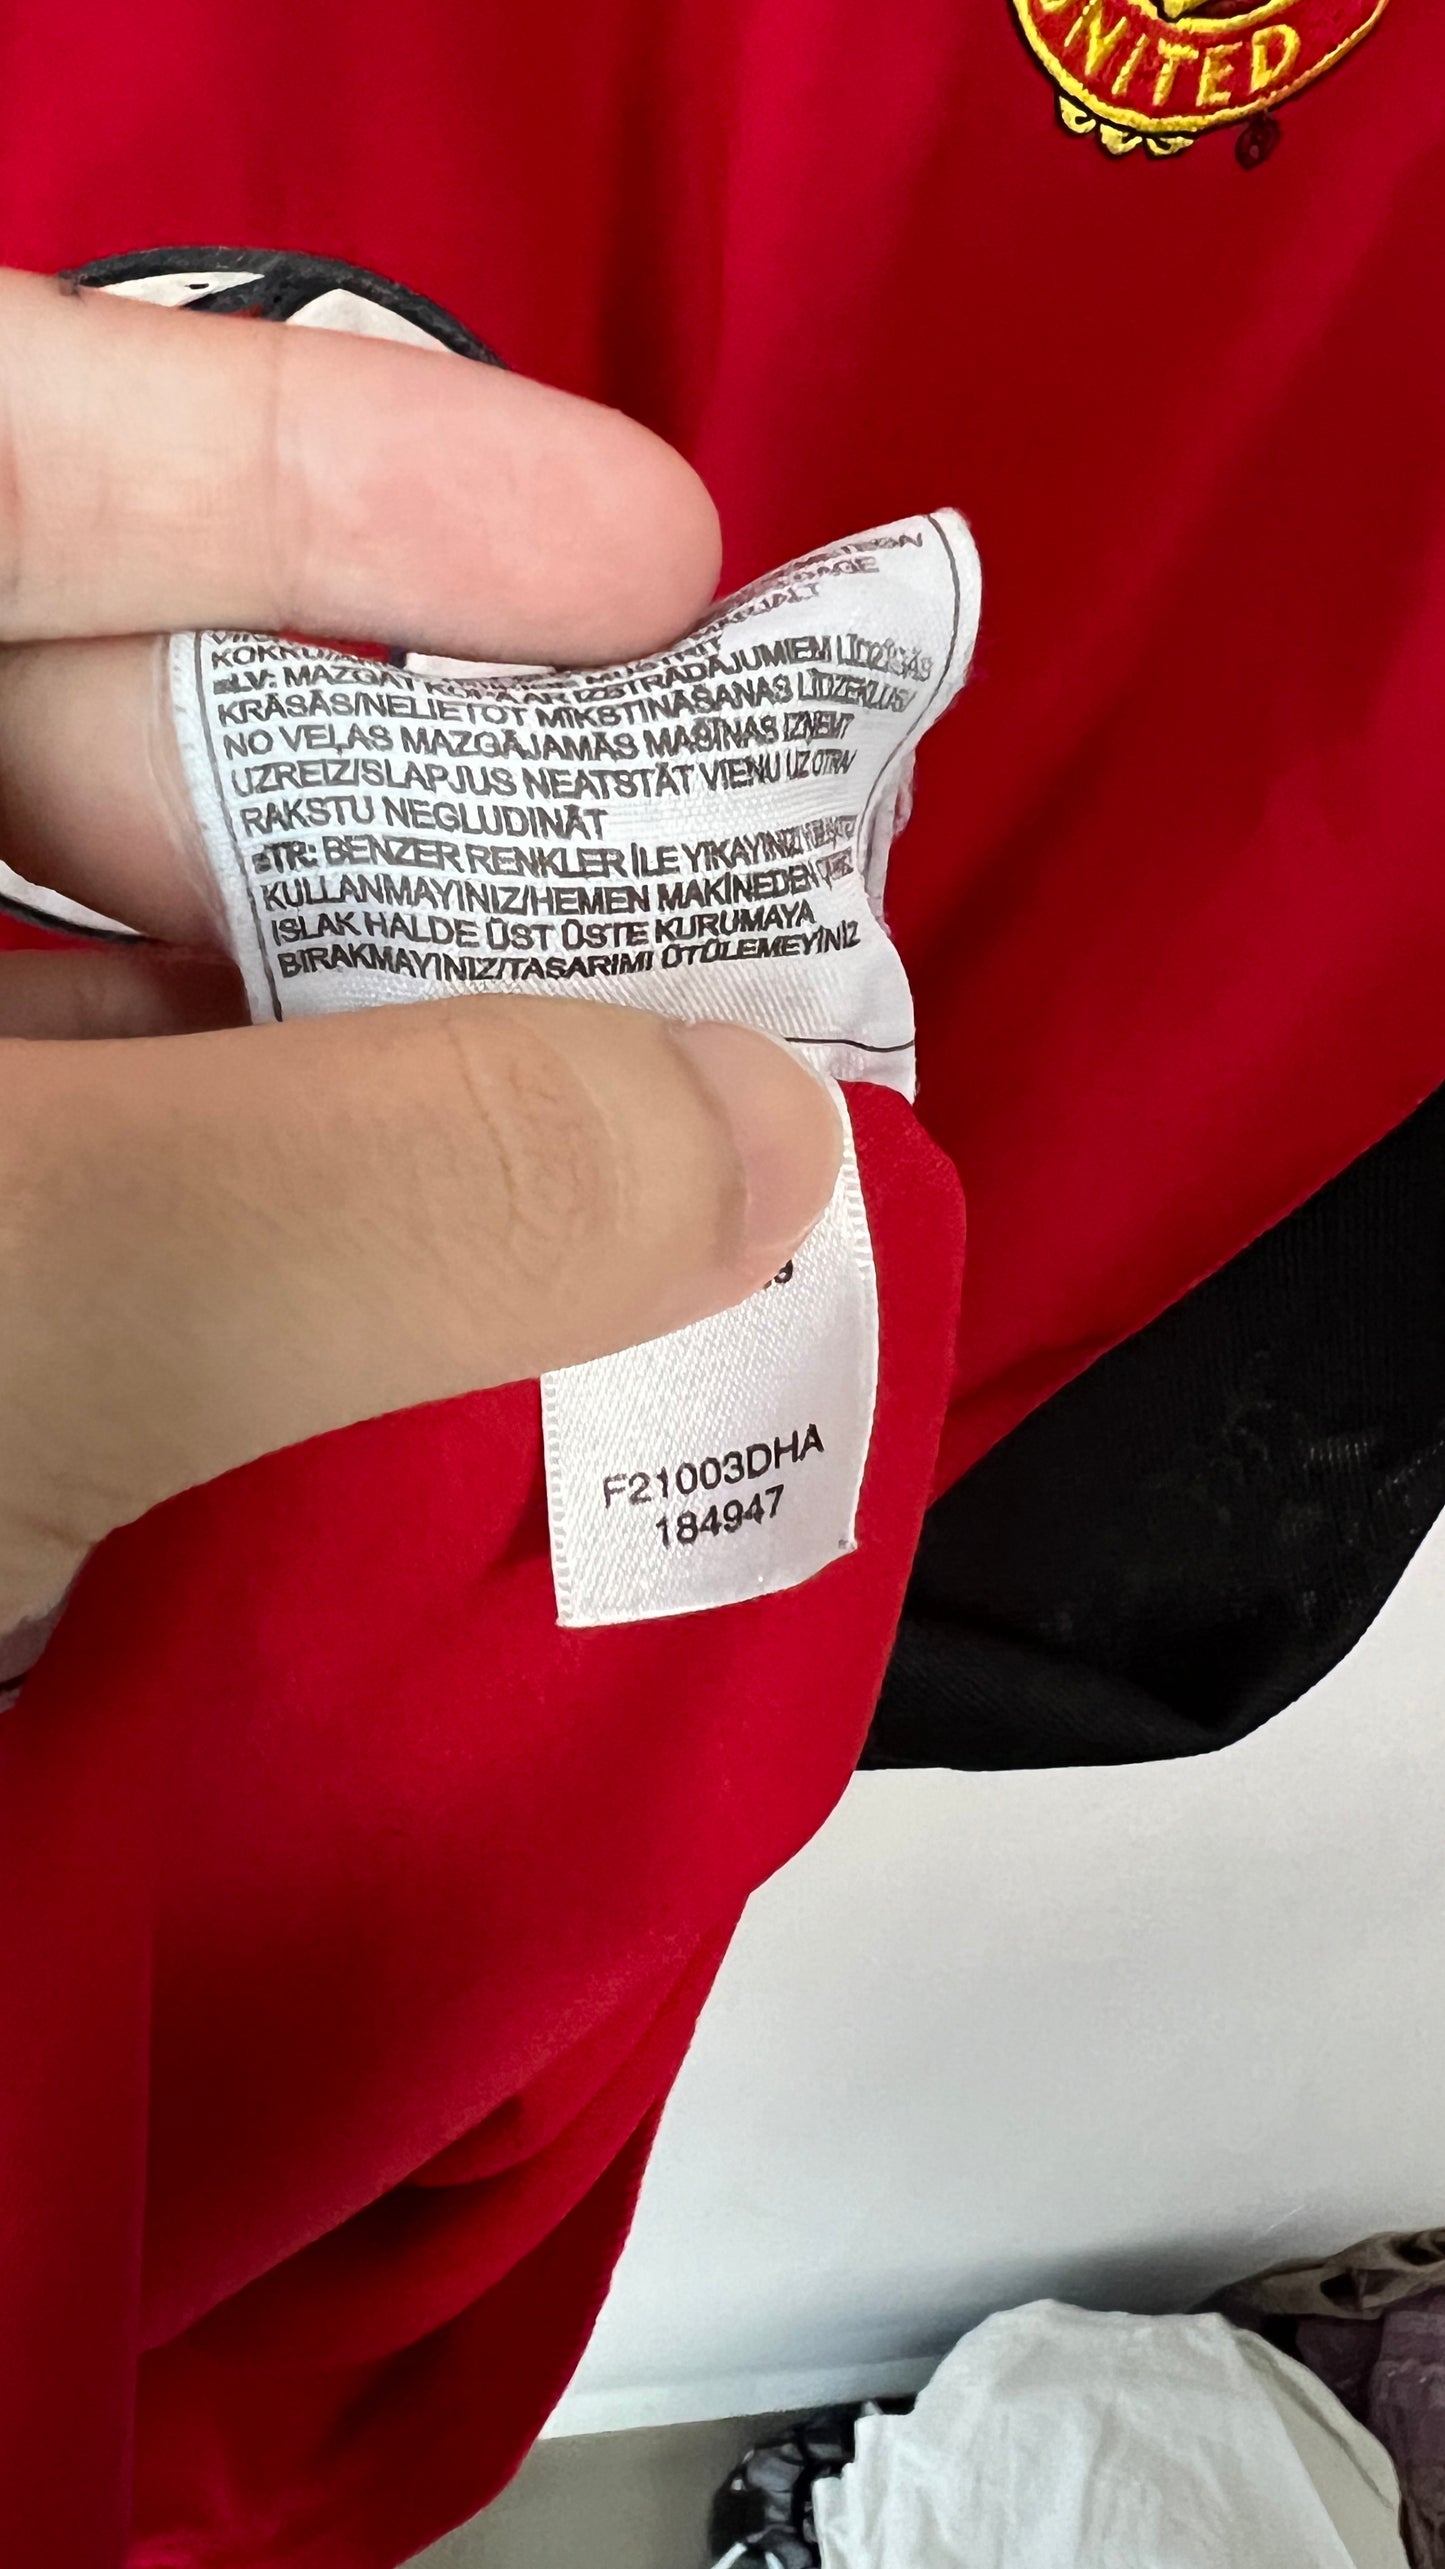 UNITED
®
LV: MAZGĀT KOPĀ AR IZSTRĀDĀJUMIEM LĪDZĪGĀS
KRĀSĀS/NELIETOT MĪKSTINĀŠANAS LĪDZEKĻUS/
NO VEĻAS MAZGĀJAMĀS MAŠĪNAS IZŅEMT
UZREIZ/SLAPJUS NEATSTĀT VIENU UZ OTRA/
RAKSTU NEGLUDINĀT
TR: BENZER RENKLER İLE YIKAYINIZ/
KULLANMAYINIZ/HEMEN MAKİNEDEN
ISLAK HALDE ÜST ÜSTE KURUMAYA
BIRAKMAYINIZ/TASARIMI ÜTÜLEMEYİNİZ
F21003DHA
184947